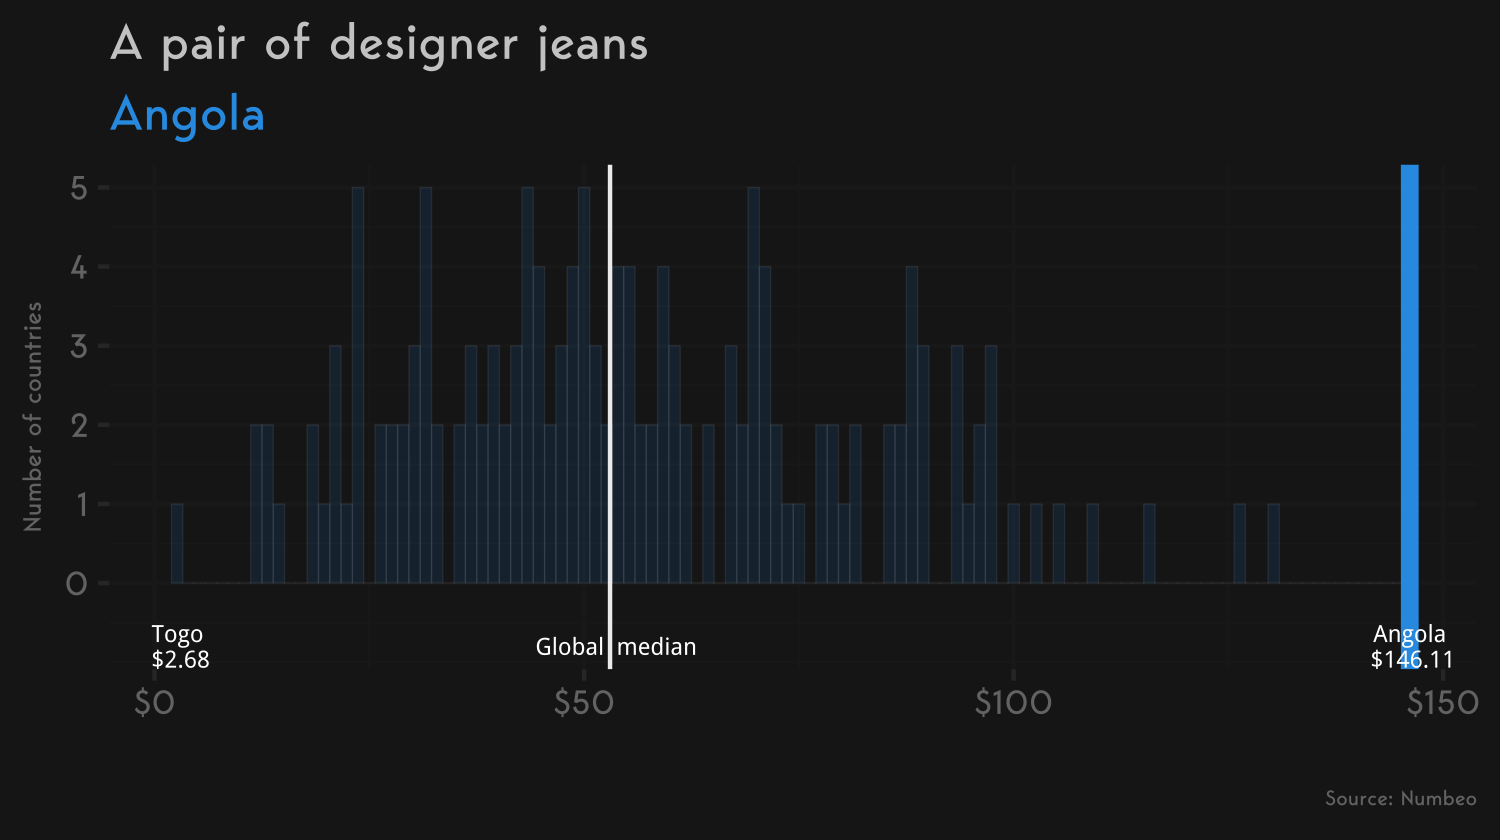 A pair of designer jeans
Angola
Number of countries
5
4
3
2
1
0
Togo
$2.68
Global median
Angola
$146.11
$0
$50
$100
$150
Source: Numbeo